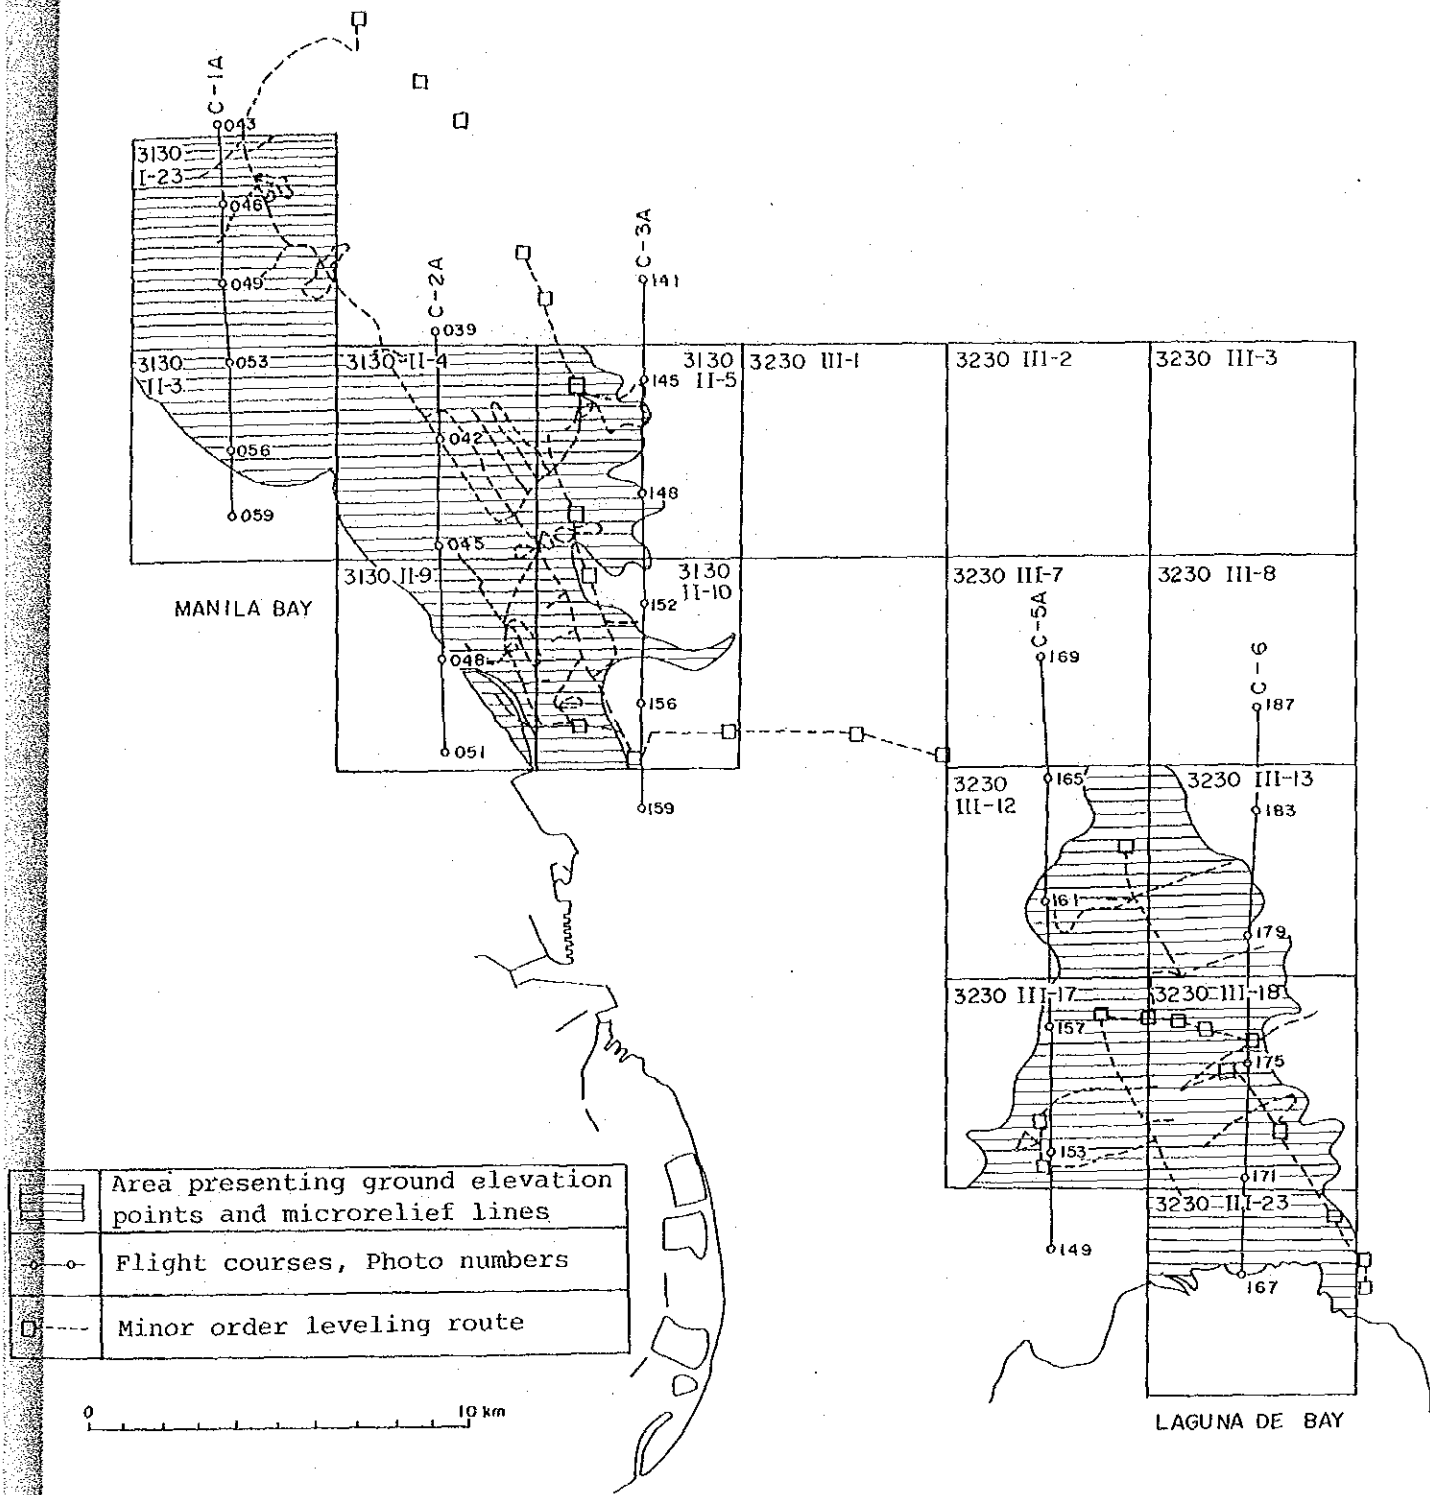 C-1A
043
3130
I-23
046
049
C-2A
039
C-3A
141
3130
II-3
053
3130 II-4
3130
II-5
145
3230 III-1
3230 III-2
3230 III-3
056
042
059
148
045
3130 II-9
3130
II-10
3230 III-7
3230 III-8
MANILA BAY
152
C-5A
169
C-6
048
156
187
051
159
3230
III-12
165
3230 III-13
183
161
179
3230 III-17
3230 III-18
157
175
153
171
3230 III-23
149
167
Area presenting ground elevation
points and microrelief lines
Flight courses, Photo numbers
Minor order leveling route
0
10 km
LAGUNA DE BAY